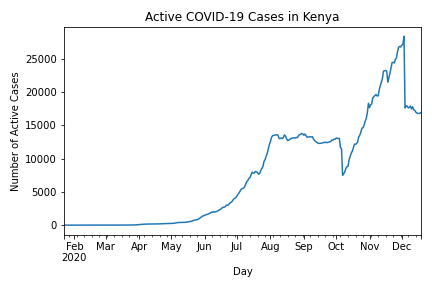 Active COVID-19 Cases in Kenya
Number of Active Cases
25000
20000
15000
10000
5000
0
Feb Mar Apr May Jun Jul Aug Sep Oct Nov Dec
2020
Day